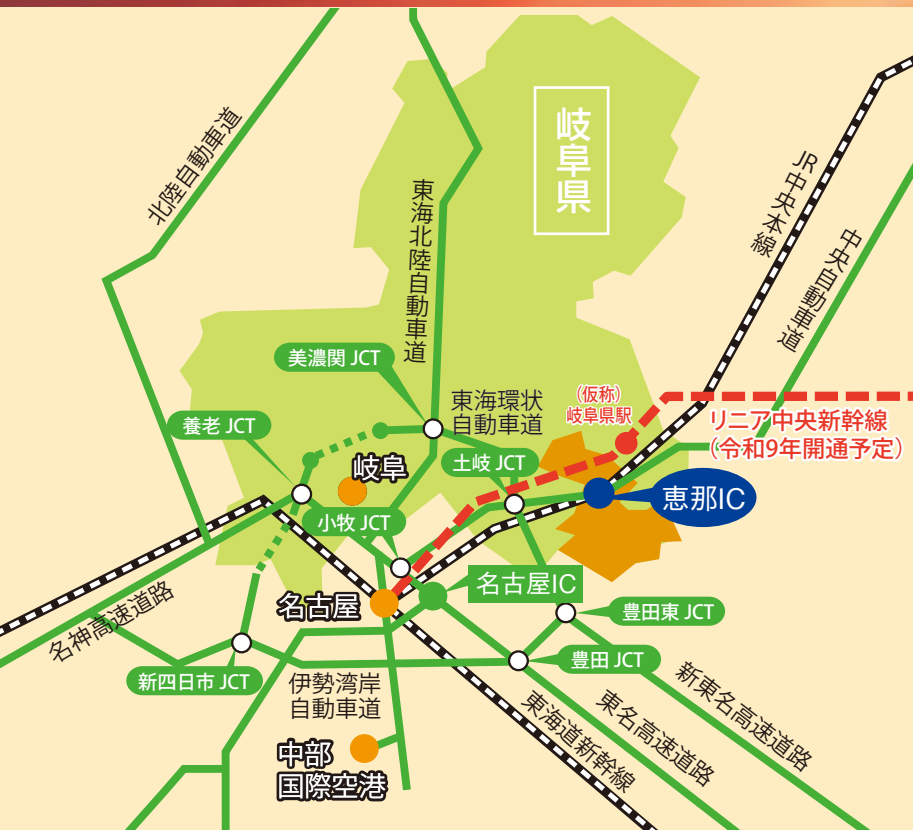 岐阜県
北陸自動車道
東海北陸自動車道
JR中央本線
中央自動車道
美濃関 JCT
東海環状
自動車道
(仮称)
岐阜県駅
リニア中央新幹線
(令和9年開通予定)
養老 JCT
岐阜
土岐 JCT
恵那IC
小牧 JCT
名古屋IC
名古屋
名神高速道路
豊田東 JCT
豊田 JCT
新四日市 JCT
伊勢湾岸
自動車道
東海道新幹線
東名高速道路
新東名高速道路
中部
国際空港